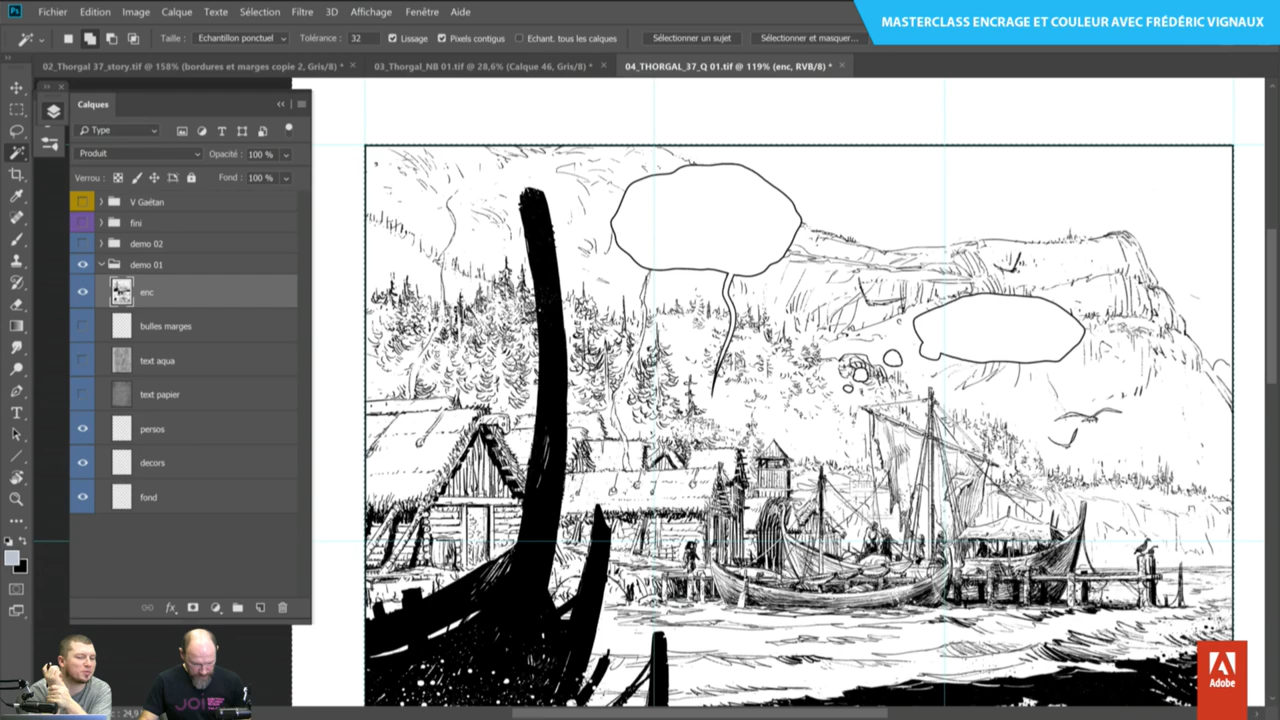 Fichier Edition Image Calque Texte Sélection Filtre 3D Affichage Fenêtre Aide
MASTERCLASS ENCRAGE ET COULEUR AVEC FRÉDÉRIC VIGNAUX
Taille : Echantillon ponctuel Tolérance : 32 Lissage Pixels contigus Echant. tous les calques Sélectionner un sujet Sélectionner et masquer...
02_Thorgal 37_story.tif @ 158% (bordures et marges copie 2, Gris/8) * 03_Thorgal_NB 01.tif @ 28,6% (Calque 46, Gris/8) * 04_THORGAL_37_Q 01.tif @ 119% (enc, RVB/8) *
Calques
Type
Produit Opacité : 100 %
Verrou : Fond : 100 %
V Gaétan
fini
demo 02
demo 01
enc
bulles marges
text aqua
text papier
persos
decors
fond
fx
Adobe